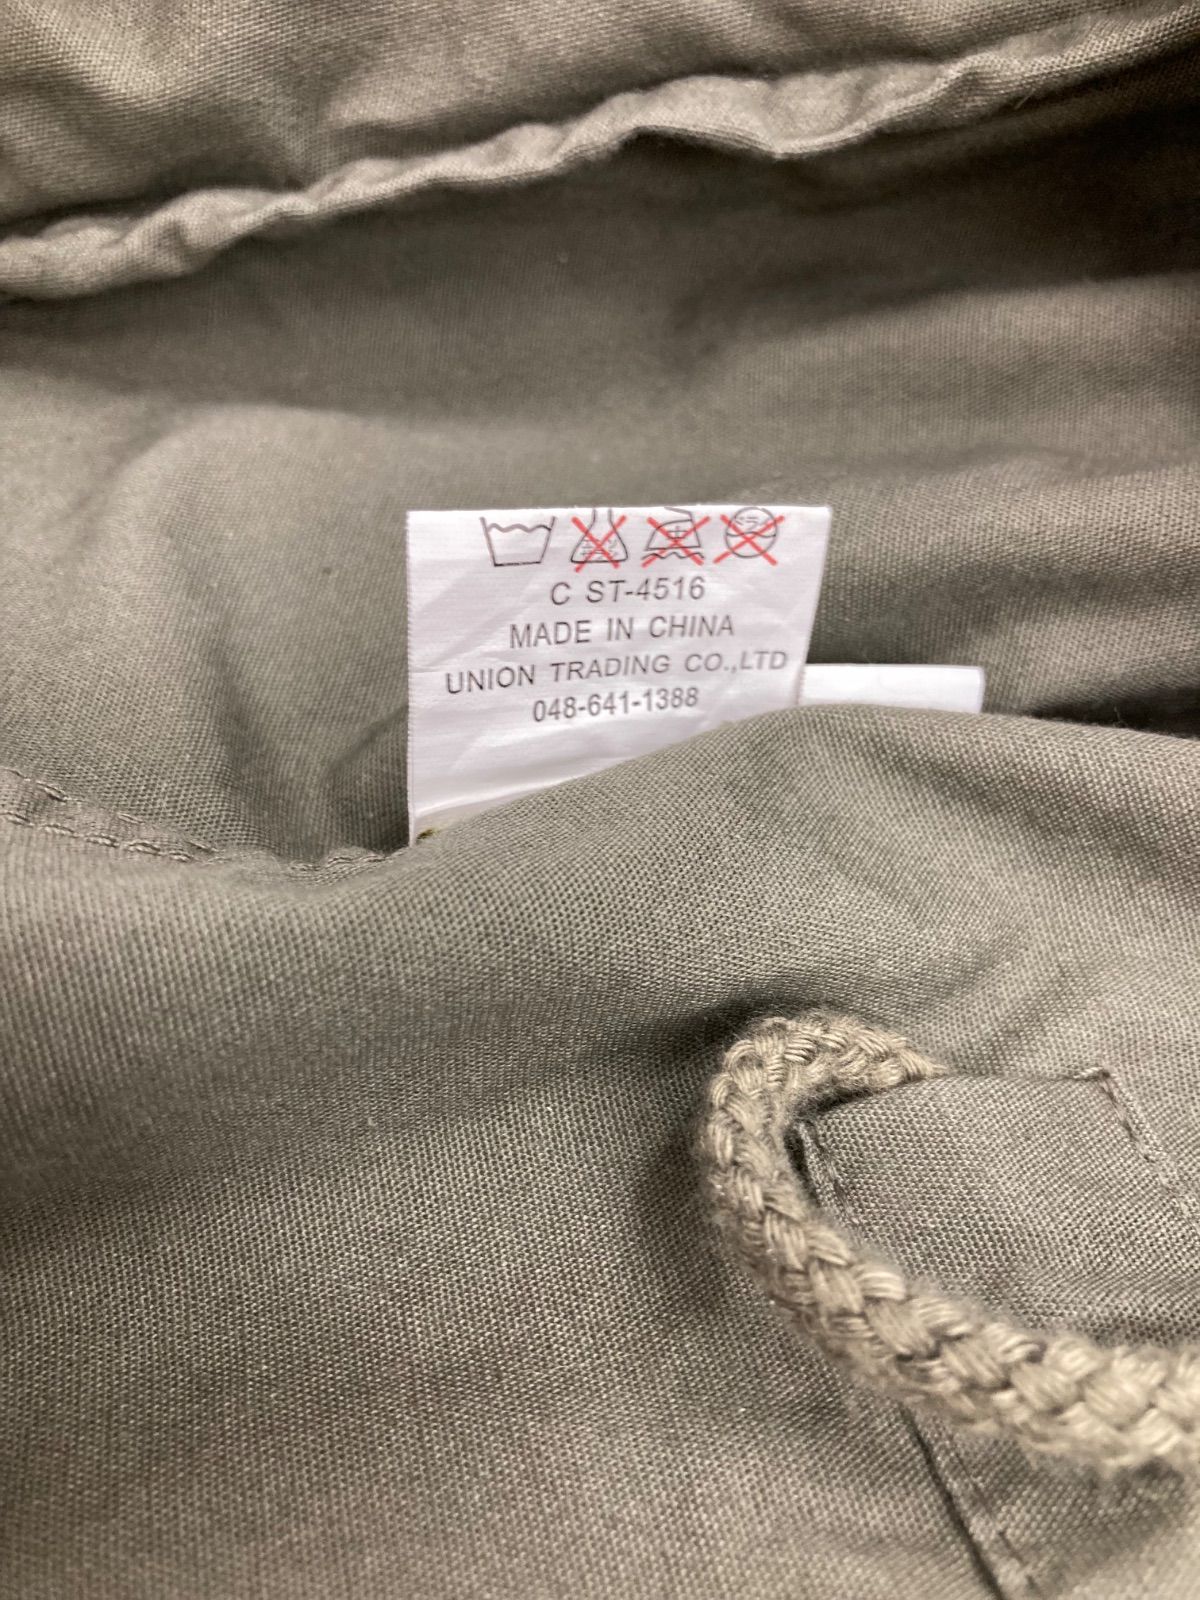 C ST-4516
MADE IN CHINA
UNION TRADING CO.,LTD
048-641-1388